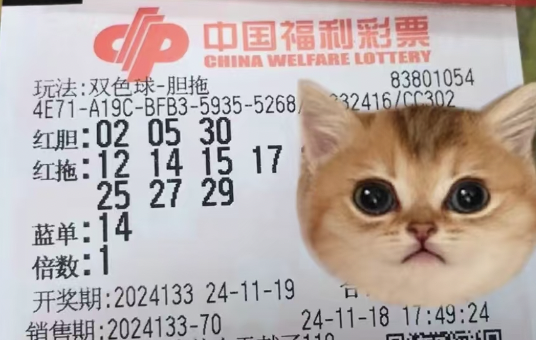 中国福利彩票
CHINA WELFARE LOTTERY
玩法:双色球-胆拖 83801054
4E71-A19C-BFB3-5935-5268/ 32416/CC302
红胆:02 05 30
红拖:12 14 15 17
25 27 29
蓝单:14
倍数:1
开奖期:2024133 24-11-19
销售期:2024133-70 24-11-18 17:49:24